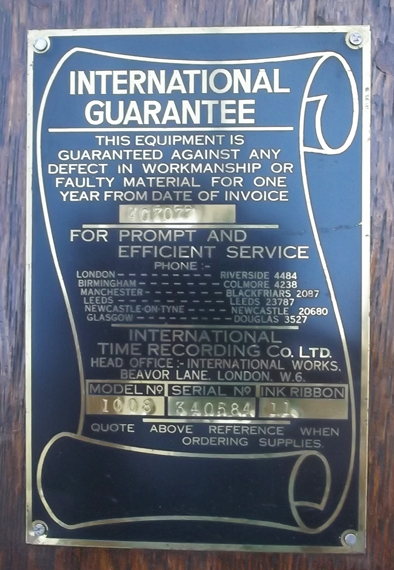 INTERNATIONAL
GUARANTEE
THIS EQUIPMENT IS
GUARANTEED AGAINST ANY
DEFECT IN WORKMANSHIP OR
FAULTY MATERIAL FOR ONE
YEAR FROM DATE OF INVOICE
FOR PROMPT AND
EFFICIENT SERVICE
PHONE :-
LONDON - - - - - - - RIVERSIDE 4484
BIRMINGHAM - - - - - - COLMORE 4238
MANCHESTER - - - - - - BLACKFRIARS 2087
LEEDS - - - - - - - - LEEDS 23787
NEWCASTLE-ON-TYNE - - - - NEWCASTLE 20680
GLASGOW - - - - - - - DOUGLAS 3527
INTERNATIONAL
TIME RECORDING CO. LTD.
HEAD OFFICE :- INTERNATIONAL WORKS,
BEAVOR LANE, LONDON, W.6.
MODEL NO SERIAL NO INK RIBBON
1008 340584 11
QUOTE ABOVE REFERENCE WHEN
ORDERING SUPPLIES.